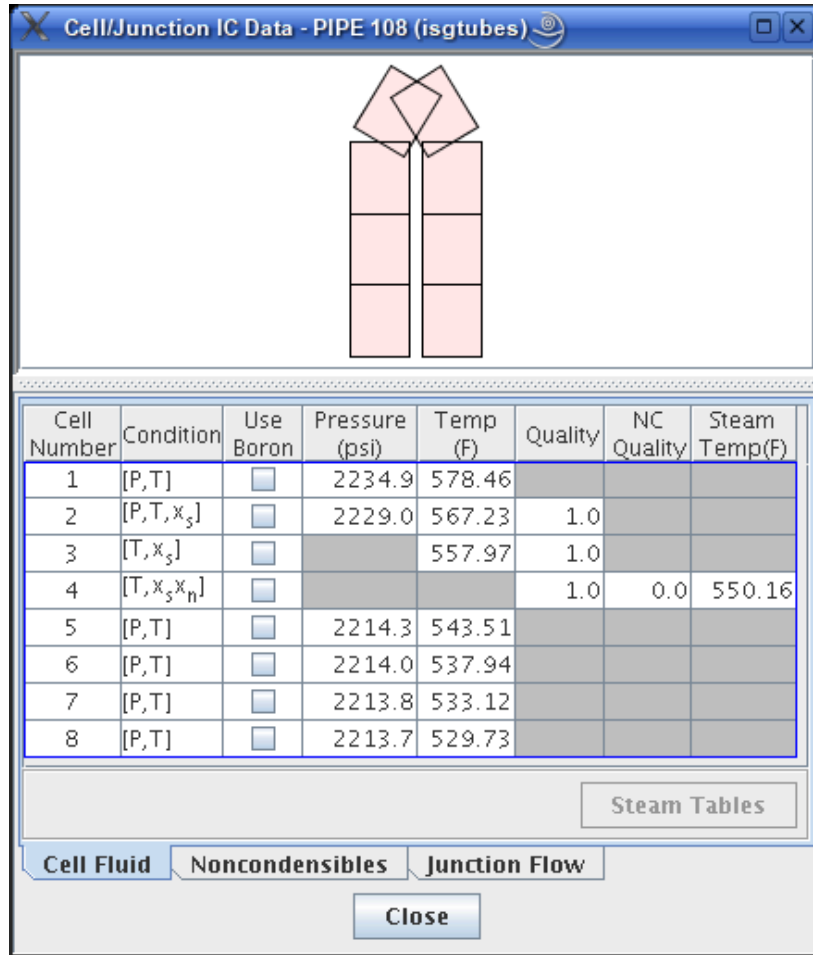 Cell/Junction IC Data - PIPE 108 (isgtubes)
Cell Number Condition Use Boron Pressure (psi) Temp (F) Quality NC Quality Steam Temp(F)
1 [P,T] 2234.9 578.46
2 [P,T,xs] 2229.0 567.23 1.0
3 [T,xs] 557.97 1.0
4 [T,xsxn] 1.0 0.0 550.16
5 [P,T] 2214.3 543.51
6 [P,T] 2214.0 537.94
7 [P,T] 2213.8 533.12
8 [P,T] 2213.7 529.73
Steam Tables
Cell Fluid Noncondensibles Junction Flow
Close